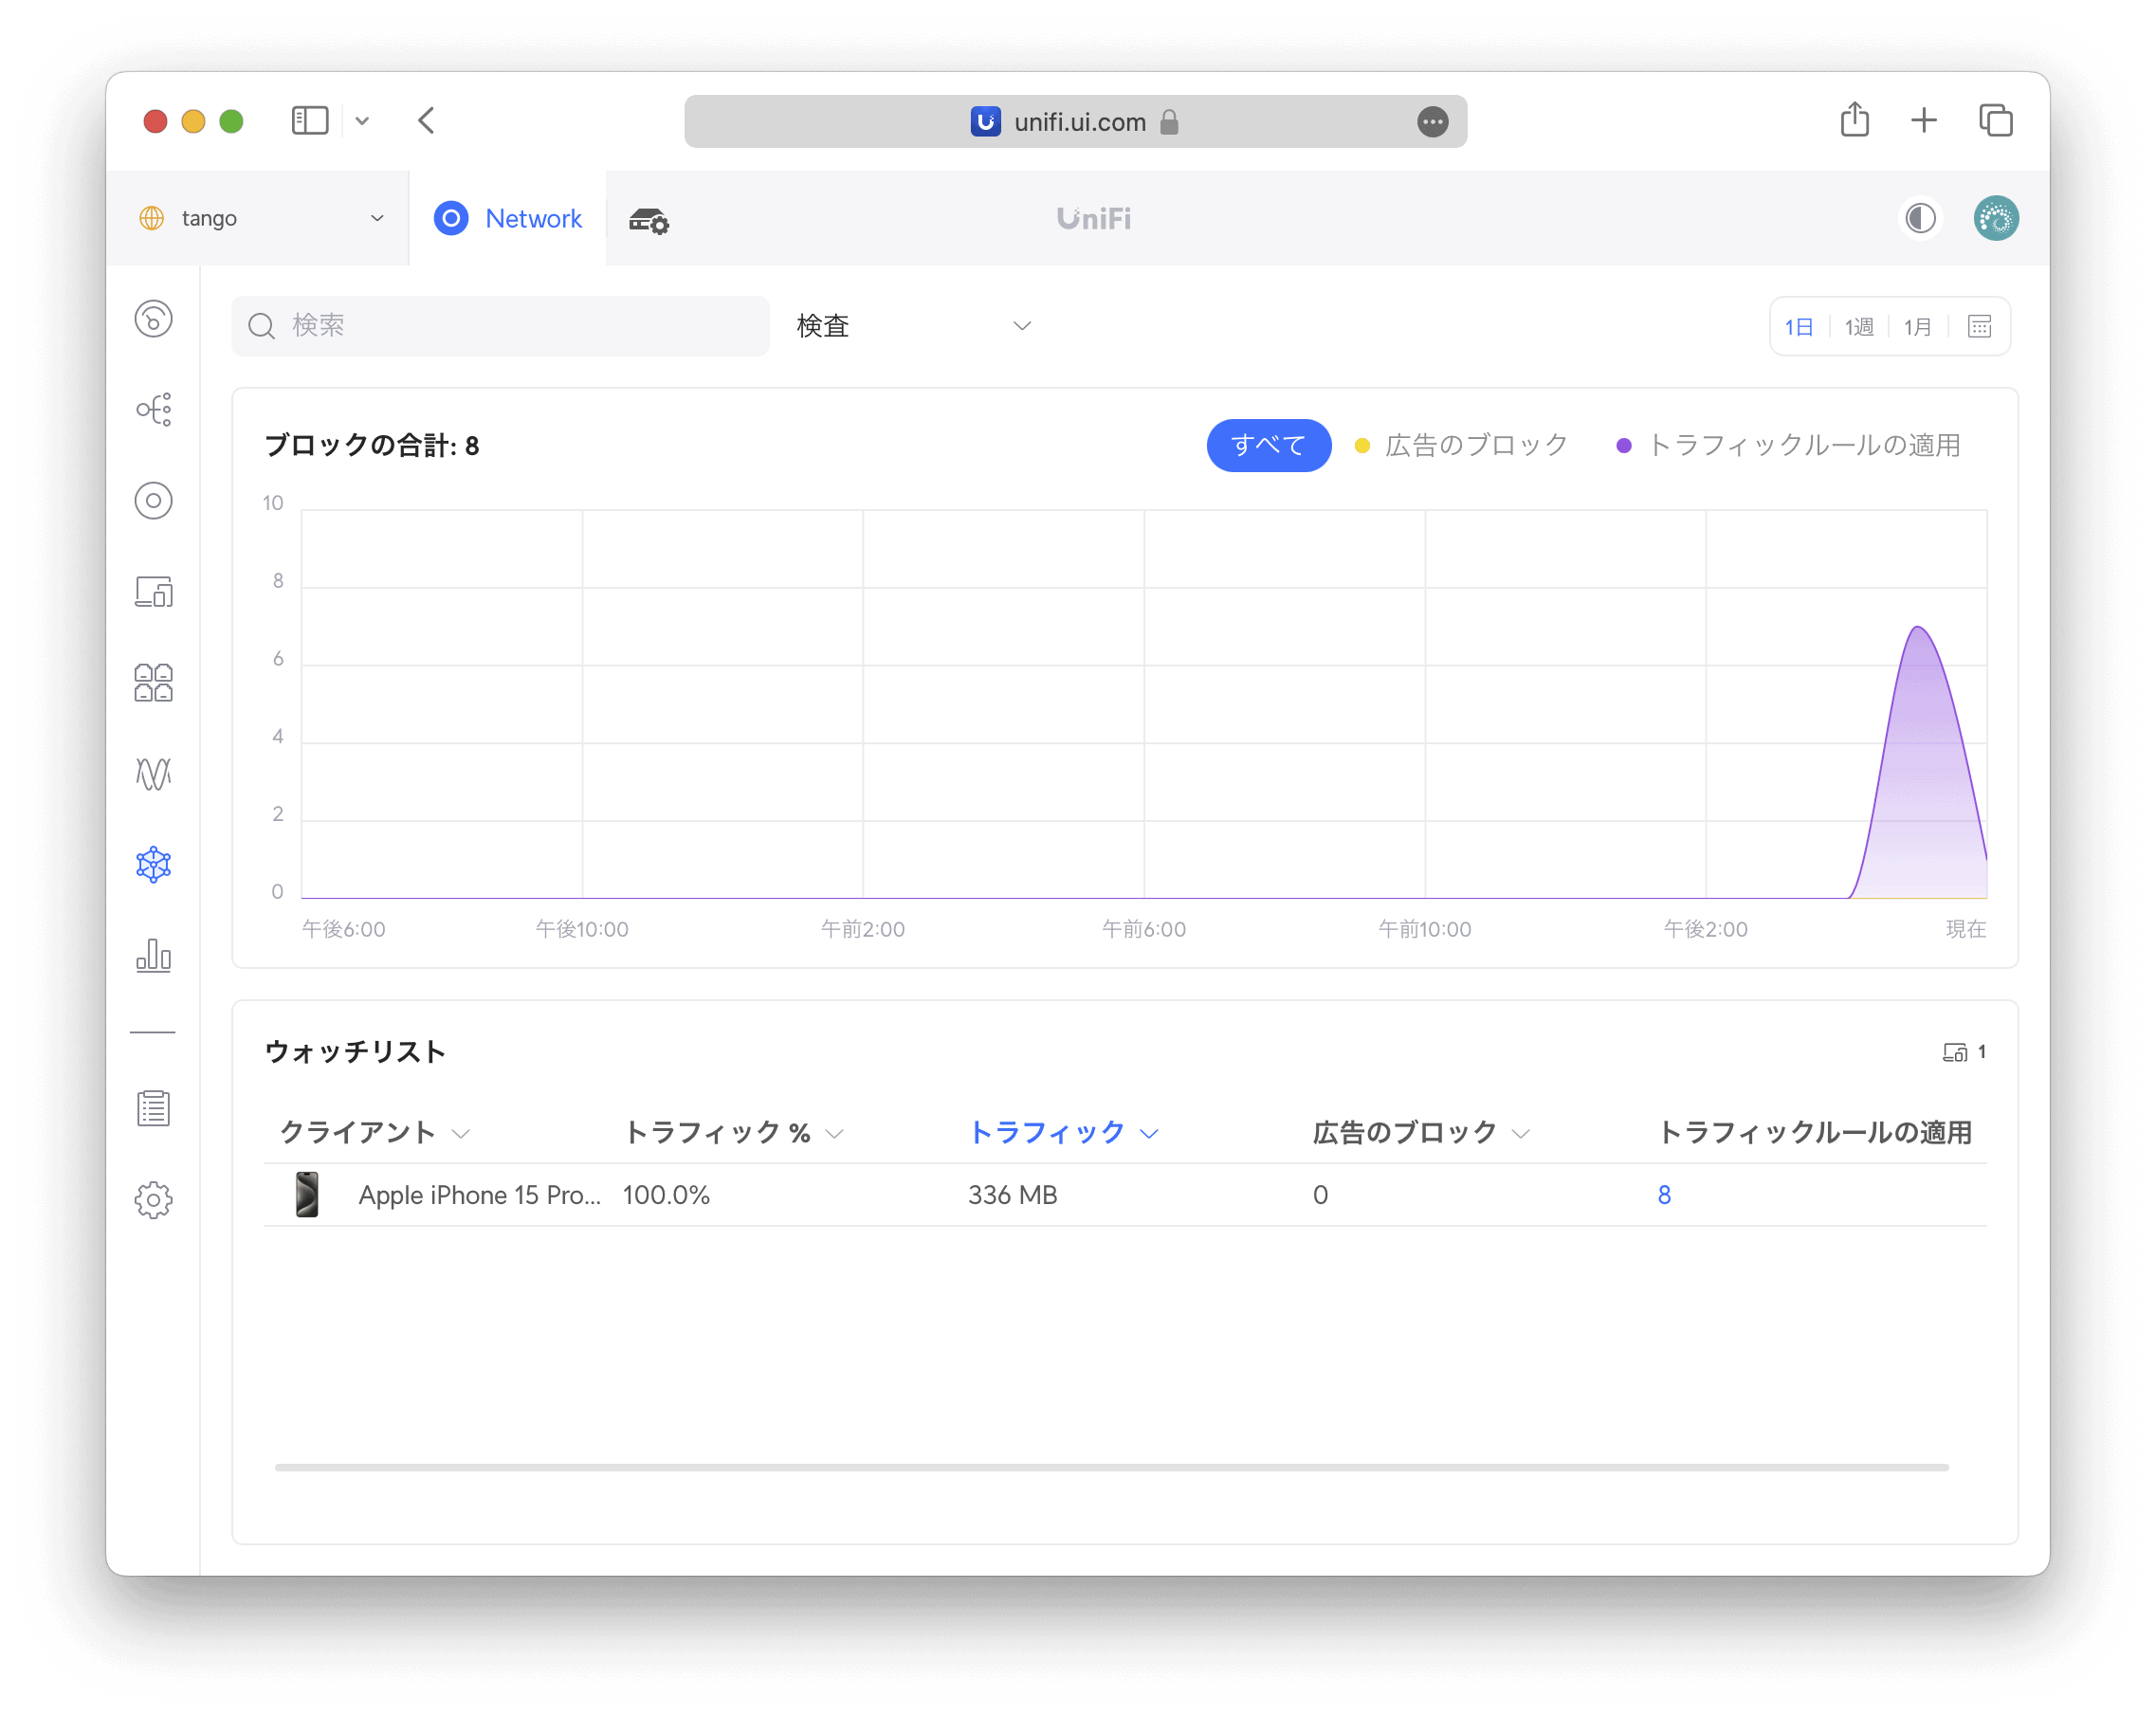 unifi.ui.com
tango
Network
UniFi
検索
検査
1日 1週 1月
ブロックの合計: 8
すべて 広告のブロック トラフィックルールの適用
10
8
6
4
2
0
午後6:00 午後10:00 午前2:00 午前6:00 午前10:00 午後2:00 現在
ウォッチリスト 1
クライアント トラフィック % トラフィック 広告のブロック トラフィックルールの適用
Apple iPhone 15 Pro... 100.0% 336 MB 0 8